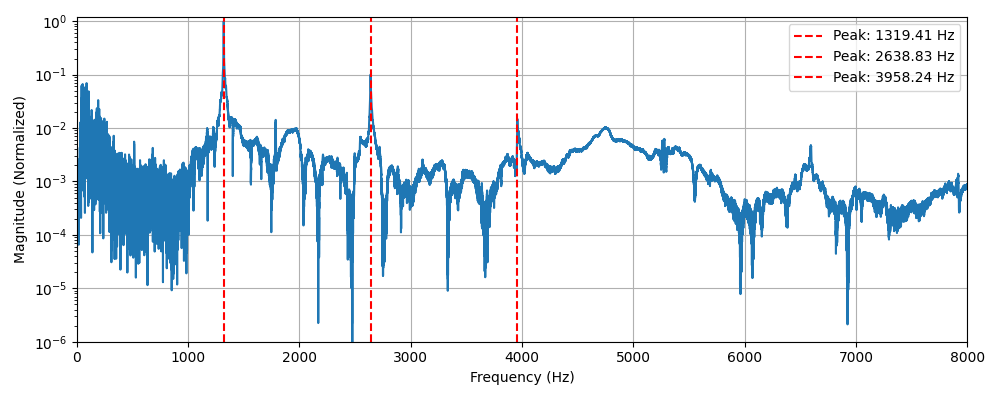 Magnitude (Normalized)
10⁰
10⁻¹
10⁻²
10⁻³
10⁻⁴
10⁻⁵
10⁻⁶
Peak: 1319.41 Hz
Peak: 2638.83 Hz
Peak: 3958.24 Hz
0 1000 2000 3000 4000 5000 6000 7000 8000
Frequency (Hz)